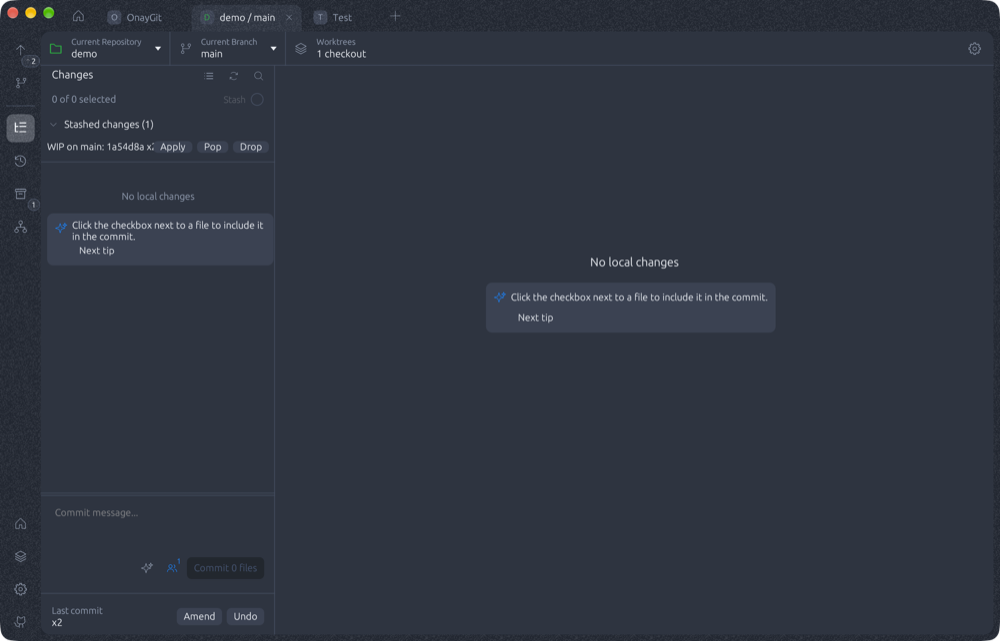 O OnayGit
D demo / main
T Test
2
Current Repository
demo
Current Branch
main
Worktrees
1 checkout
Changes
0 of 0 selected
Stash
Stashed changes (1)
WIP on main: 1a54d8a x2
Apply
Pop
Drop
1
No local changes
Click the checkbox next to a file to include it
in the commit.
Next tip
No local changes
Click the checkbox next to a file to include it in the commit.
Next tip
Commit message...
1
Commit 0 files
Last commit
x2
Amend
Undo